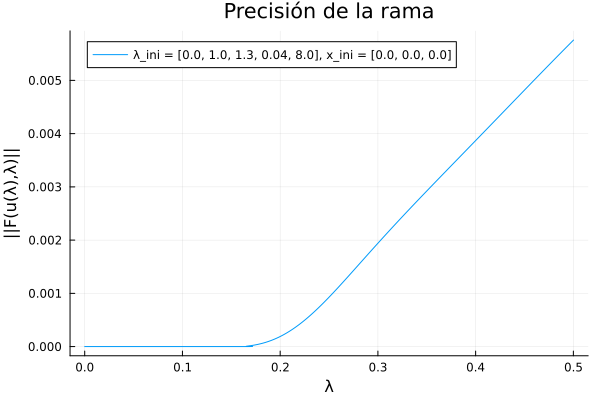 Precisión de la rama
λ_ini = [0.0, 1.0, 1.3, 0.04, 8.0], x_ini = [0.0, 0.0, 0.0]
||F(u(λ),λ)||
0.005
0.004
0.003
0.002
0.001
0.000
0.0 0.1 0.2 0.3 0.4 0.5
λ